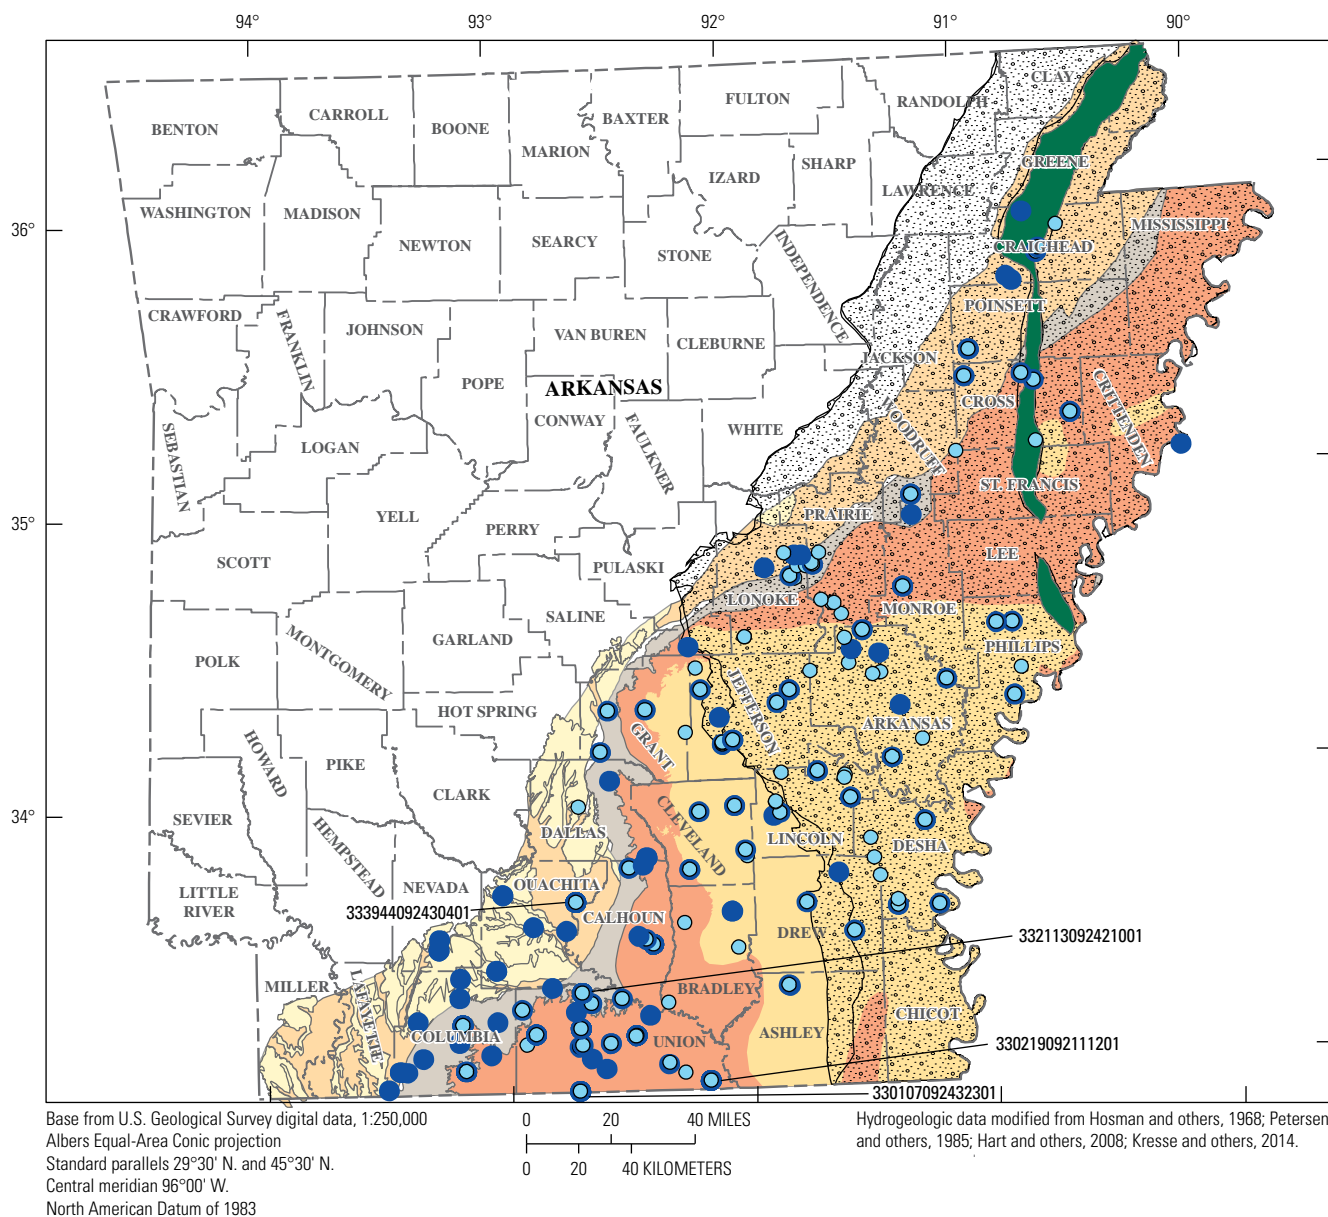 94° 93° 92° 91° 90°
36°
35°
34°
BENTON
CARROLL
BOONE
MARION
BAXTER
FULTON
RANDOLPH
CLAY
GREENE
IZARD
SHARP
LAWRENCE
WASHINGTON
MADISON
NEWTON
SEARCY
STONE
INDEPENDENCE
CRAIGHEAD
MISSISSIPPI
POINSETT
CRAWFORD
FRANKLIN
JOHNSON
VAN BUREN
CLEBURNE
JACKSON
POPE
ARKANSAS
CONWAY
FAULKNER
WHITE
WOODRUFF
CROSS
CRITTENDEN
SEBASTIAN
LOGAN
ST. FRANCIS
YELL
PERRY
PRAIRIE
SCOTT
PULASKI
LEE
LONOKE
MONROE
SALINE
GARLAND
MONTGOMERY
POLK
PHILLIPS
HOT SPRING
JEFFERSON
ARKANSAS
GRANT
HOWARD
PIKE
CLARK
SEVIER
HEMPSTEAD
DALLAS
CLEVELAND
LINCOLN
DESHA
LITTLE
RIVER
NEVADA
OUACHITA
CALHOUN
333944092430401
DREW
332113092421001
MILLER
LAFAYETTE
BRADLEY
CHICOT
COLUMBIA
UNION
ASHLEY
330219092111201
330107092432301
Base from U.S. Geological Survey digital data, 1:250,000
Albers Equal-Area Conic projection
Standard parallels 29°30' N. and 45°30' N.
Central meridian 96°00' W.
North American Datum of 1983
0 20 40 MILES
0 20 40 KILOMETERS
Hydrogeologic data modified from Hosman and others, 1968; Petersen
and others, 1985; Hart and others, 2008; Kresse and others, 2014.